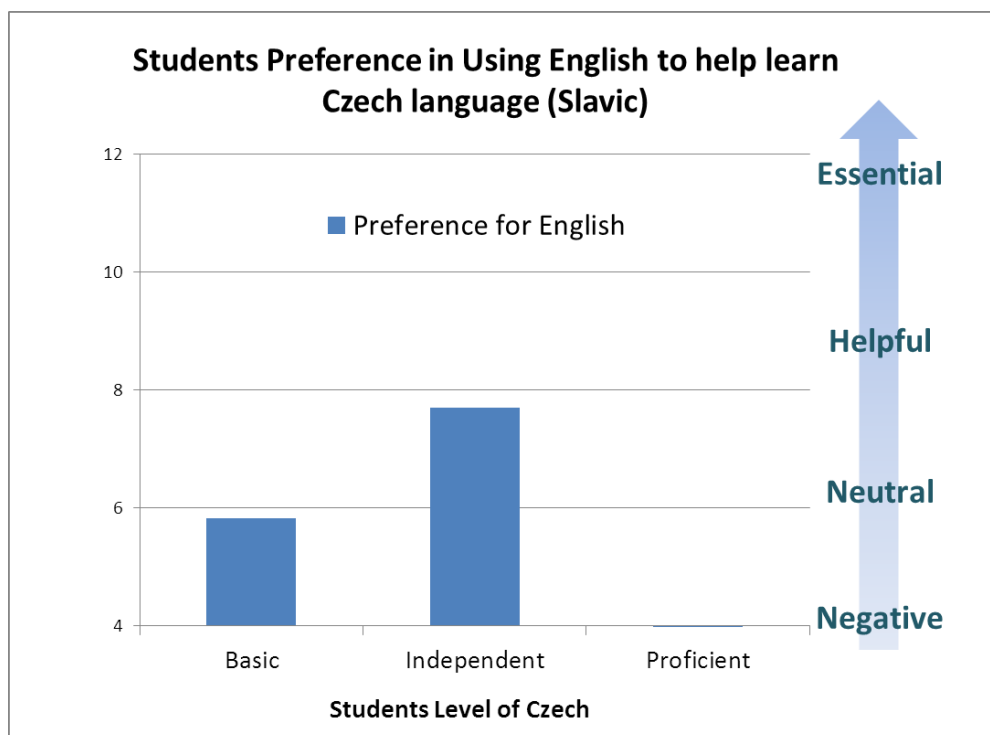 Students Preference in Using English to help learn
Czech language (Slavic)
12
Essential
Preference for English
10
Helpful
8
Neutral
6
Negative
4
Basic Independent Proficient
Students Level of Czech